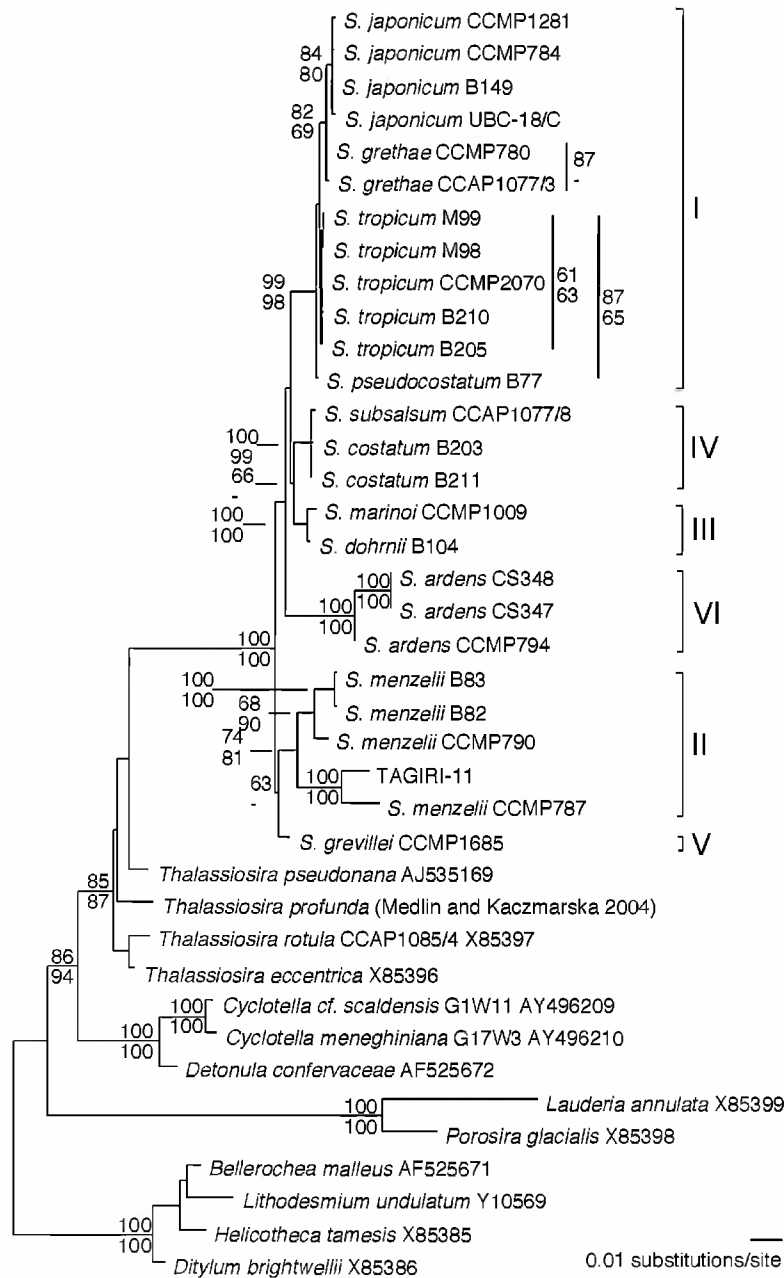 S. japonicum CCMP1281
84
S. japonicum CCMP784
80
S. japonicum B149
82
S. japonicum UBC-18/C
69
S. grethae CCMP780
87
-
S. grethae CCAP1077/3
I
S. tropicum M99
S. tropicum M98
99
98
S. tropicum CCMP2070
61
63
87
65
S. tropicum B210
S. tropicum B205
S. pseudocostatum B77
S. subsalsum CCAP1077/8
100
99
S. costatum B203
IV
66
-
S. costatum B211
100
100
S. marinoi CCMP1009
III
S. dohrnii B104
100
100
S. ardens CS348
100
100
S. ardens CS347
VI
100
100
S. ardens CCMP794
100
100
S. menzelii B83
68
90
S. menzelii B82
74
81
S. menzelii CCMP790
II
63
-
100
100
TAGIRI-11
S. menzelii CCMP787
S. grevillei CCMP1685
V
Thalassiosira pseudonana AJ535169
85
87
Thalassiosira profunda (Medlin and Kaczmarska 2004)
Thalassiosira rotula CCAP1085/4 X85397
86
94
Thalassiosira eccentrica X85396
100
100
Cyclotella cf. scaldensis G1W11 AY496209
100
100
Cyclotella meneghiniana G17W3 AY496210
Detonula confervaceae AF525672
100
100
Lauderia annulata X85399
Porosira glacialis X85398
Bellerochea malleus AF525671
Lithodesmium undulatum Y10569
100
100
Helicotheca tamesis X85385
Ditylum brightwellii X85386
0.01 substitutions/site